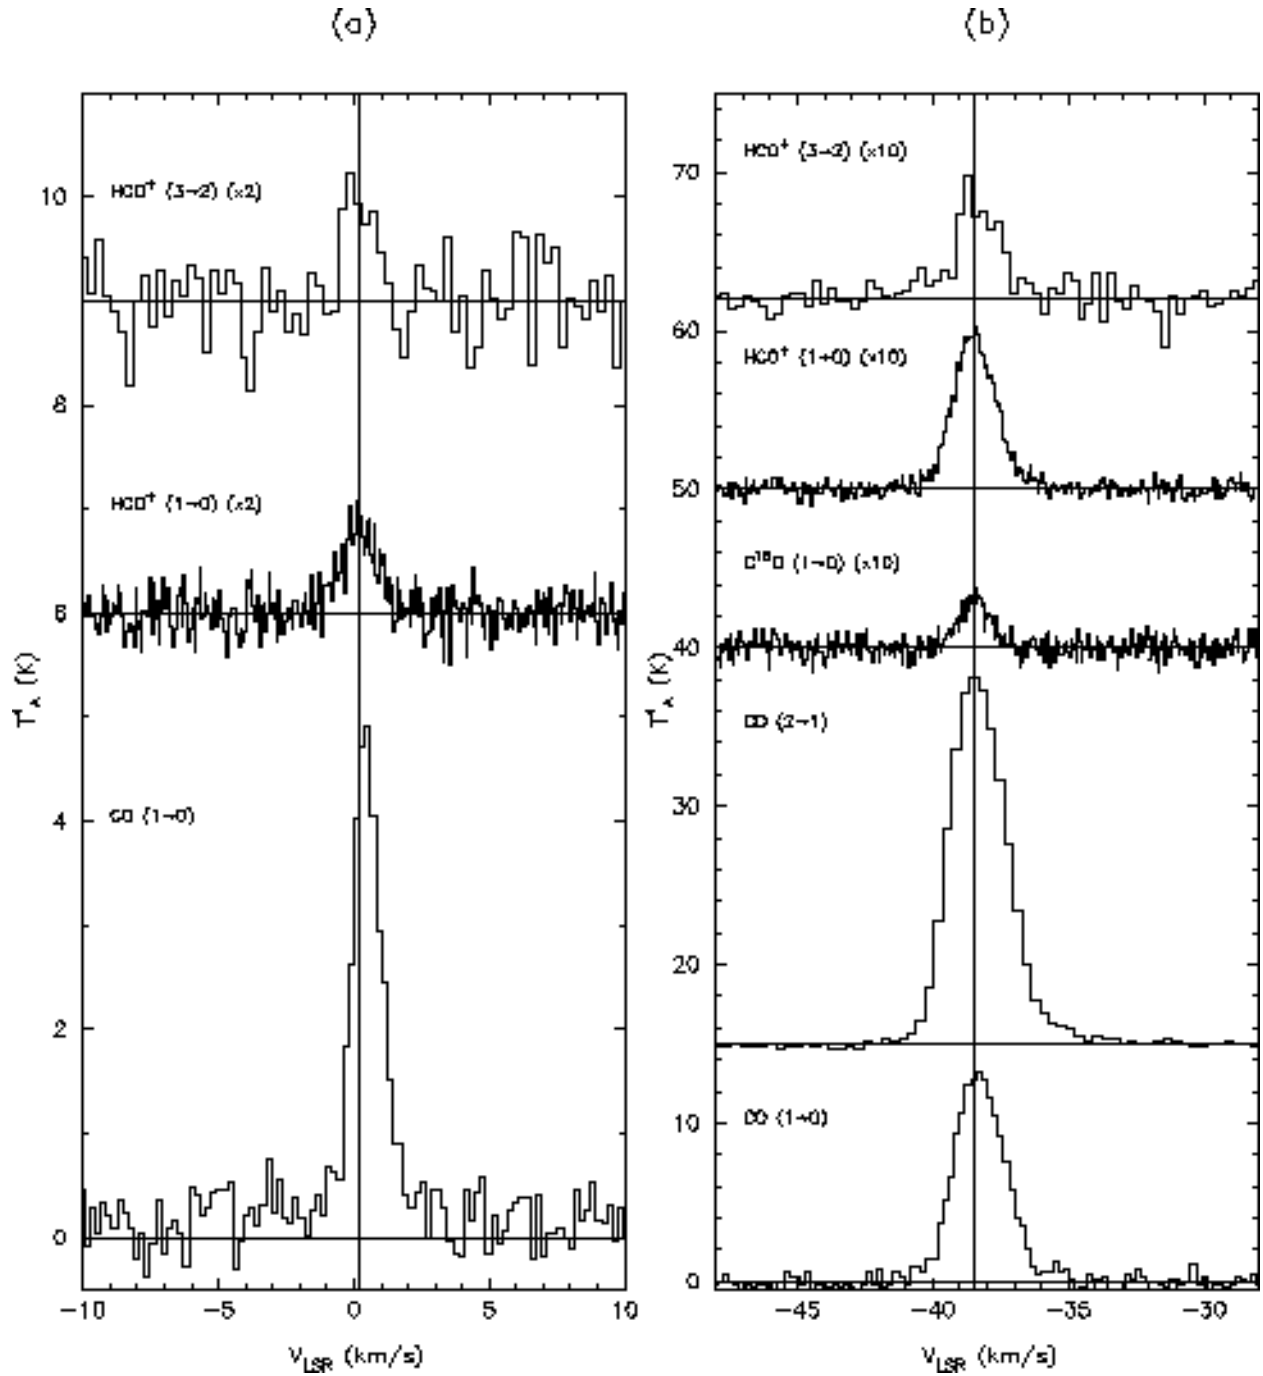 (a)
HCO⁺ (3→2) (x2)
HCO⁺ (1→0) (x2)
CO (1→0)
10
8
6
4
2
0
T*A (K)
−10
−5
0
5
10
VLSR (km/s)
(b)
HCO⁺ (3→2) (x10)
HCO⁺ (1→0) (x10)
C¹⁸O (1→0) (x10)
CO (2→1)
CO (1→0)
70
60
50
40
30
20
10
0
T*A (K)
−45
−40
−35
−30
VLSR (km/s)